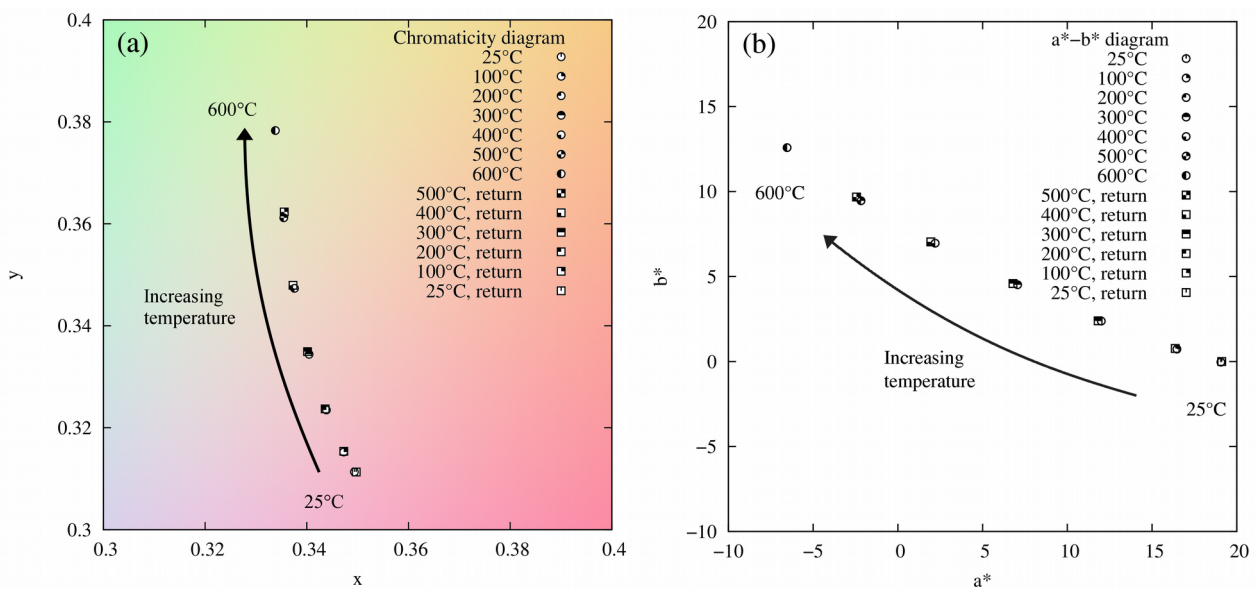 (a)
Chromaticity diagram
25°C
100°C
200°C
300°C
400°C
500°C
600°C
500°C, return
400°C, return
300°C, return
200°C, return
100°C, return
25°C, return
600°C
Increasing
temperature
25°C
0.4
0.38
0.36
0.34
0.32
0.3
y
0.3
0.32
0.34
0.36
0.38
0.4
x
(b)
a*−b* diagram
25°C
100°C
200°C
300°C
400°C
500°C
600°C
500°C, return
400°C, return
300°C, return
200°C, return
100°C, return
25°C, return
600°C
Increasing
temperature
25°C
20
15
10
5
0
−5
−10
b*
−10
−5
0
5
10
15
20
a*